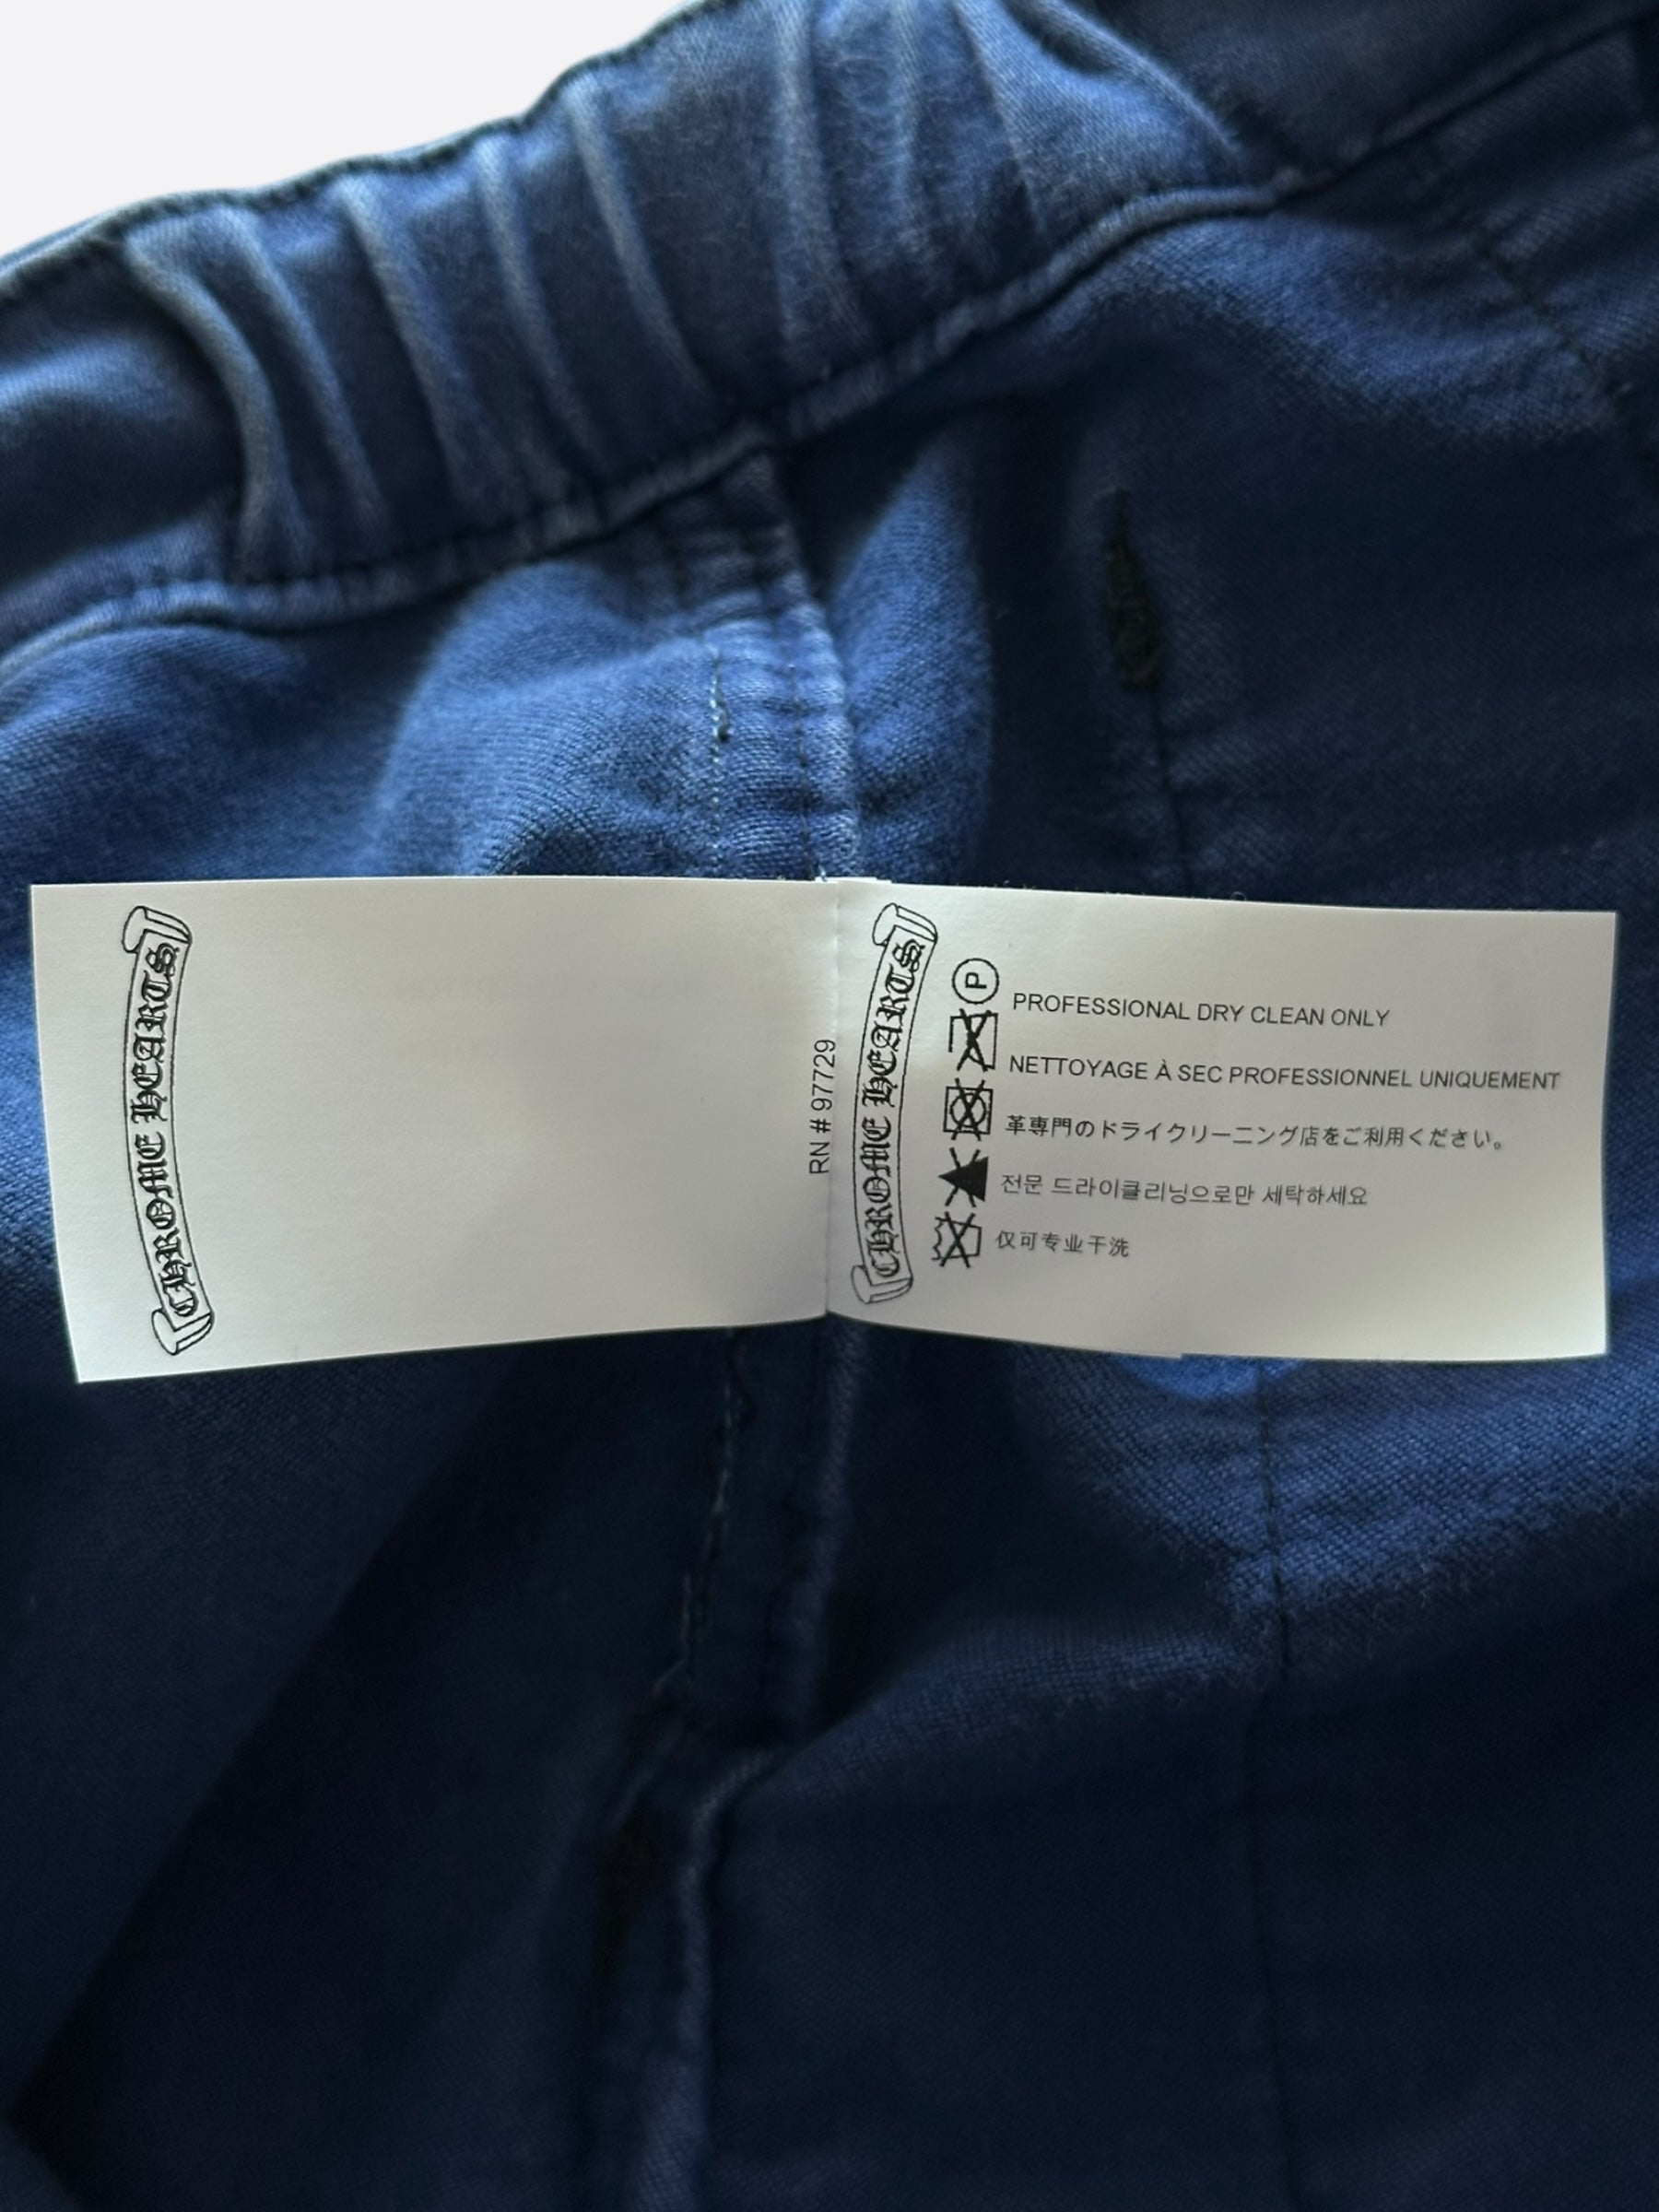 CHROME HEARTS
RN # 97729
CHROME HEARTS
P
PROFESSIONAL DRY CLEAN ONLY
NETTOYAGE À SEC PROFESSIONNEL UNIQUEMENT
革専門のドライクリーニング店をご利用ください。
전문 드라이클리닝으로만 세탁하세요
仅可专业干洗